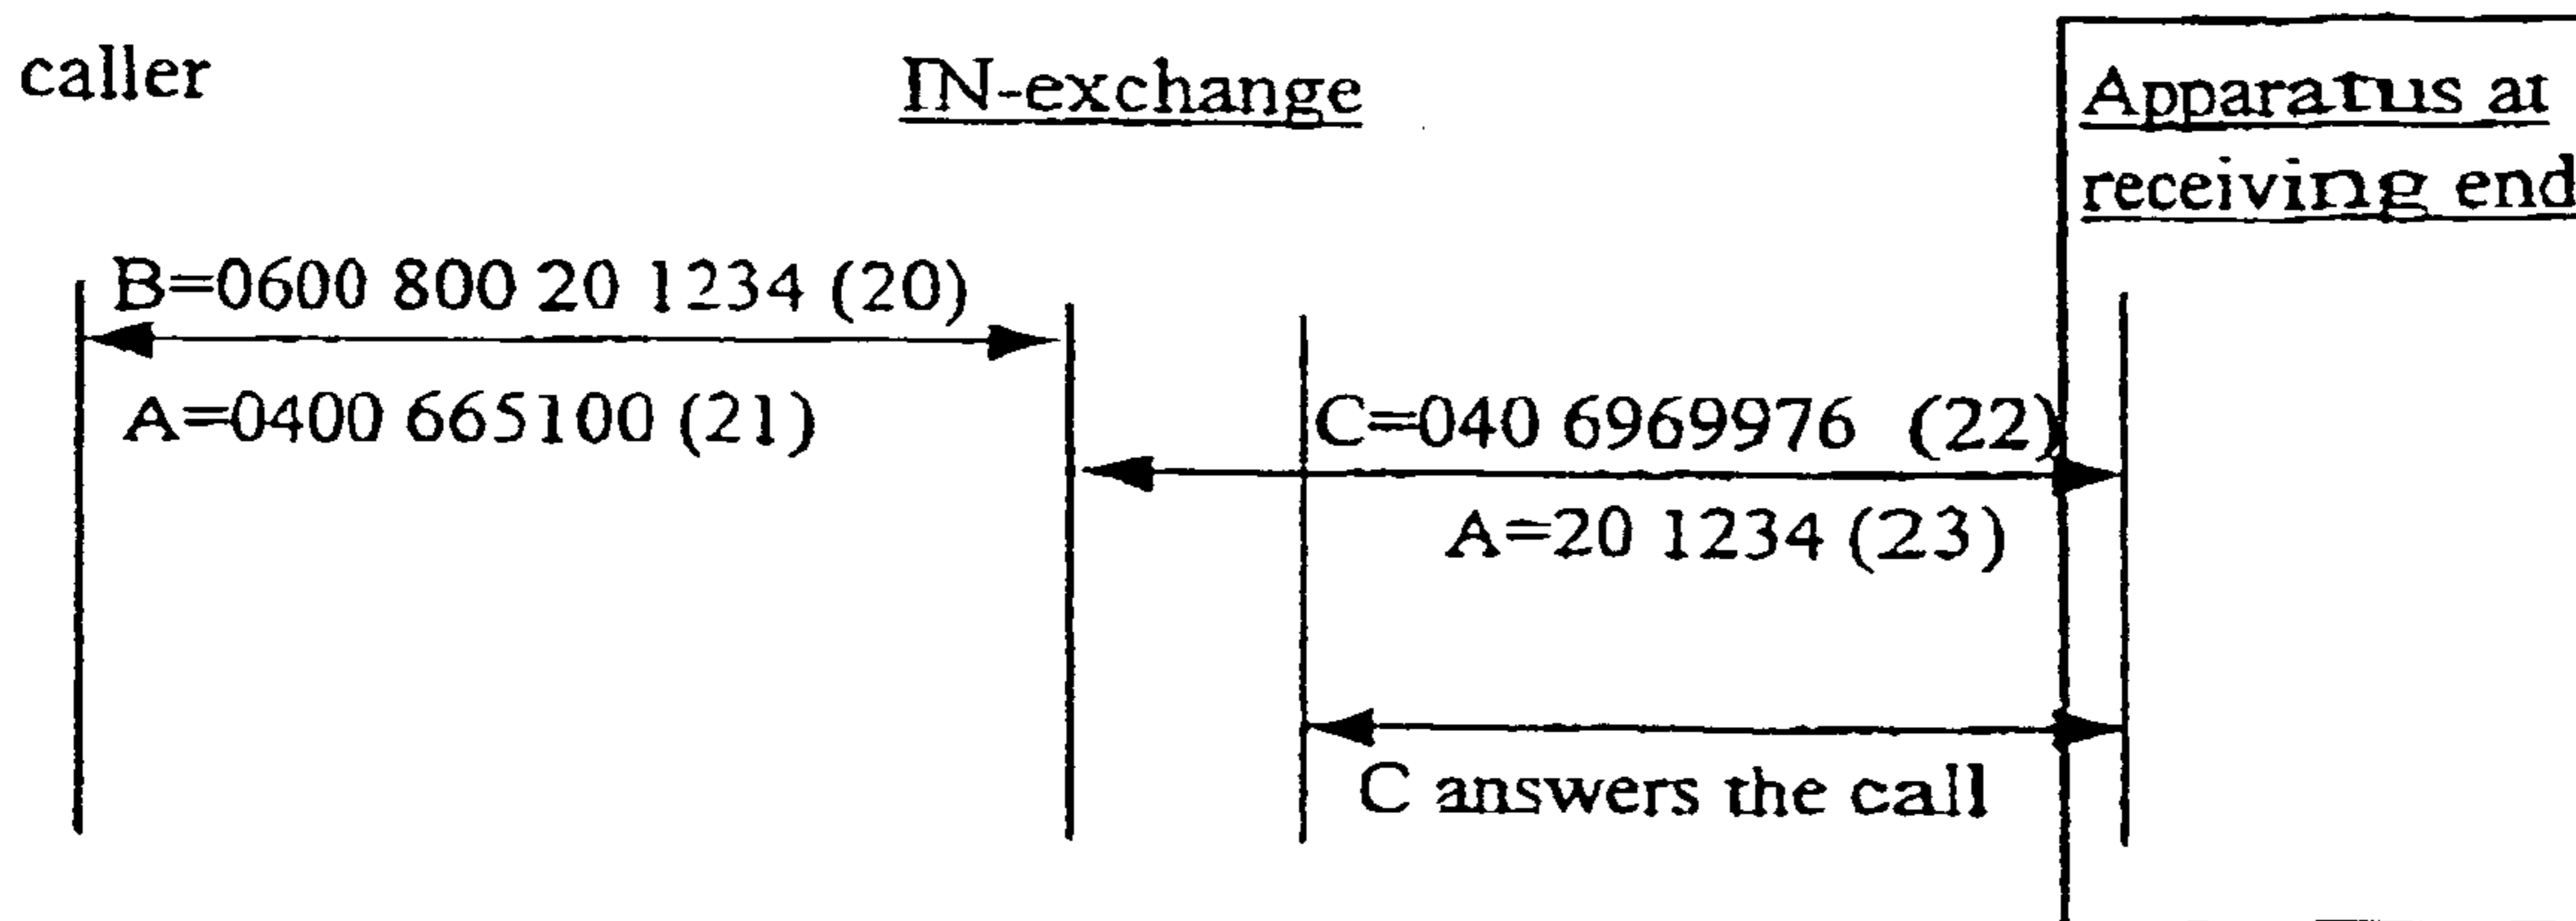 caller
IN-exchange
Apparatus at
receiving end
B=0600 800 20 1234 (20)
A=0400 665100 (21)
C=040 6969976 (22)
A=20 1234 (23)
C answers the call